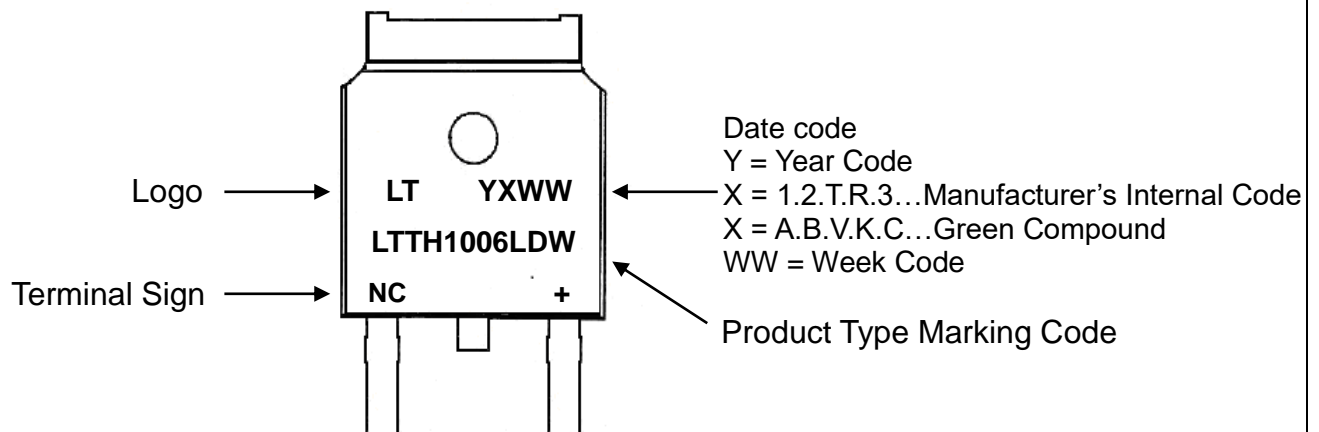 Logo
LT YXWW
LTTH1006LDW
Terminal Sign
NC +
Date code
Y = Year Code
X = 1.2.T.R.3…Manufacturer’s Internal Code
X = A.B.V.K.C…Green Compound
WW = Week Code
Product Type Marking Code